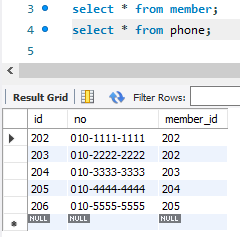 3 select * from member;
4 select * from phone;
5
Result Grid Filter Rows:
id no member_id
202 010-1111-1111 202
203 010-2222-2222 202
204 010-3333-3333 203
205 010-4444-4444 204
206 010-5555-5555 205
NULL NULL NULL